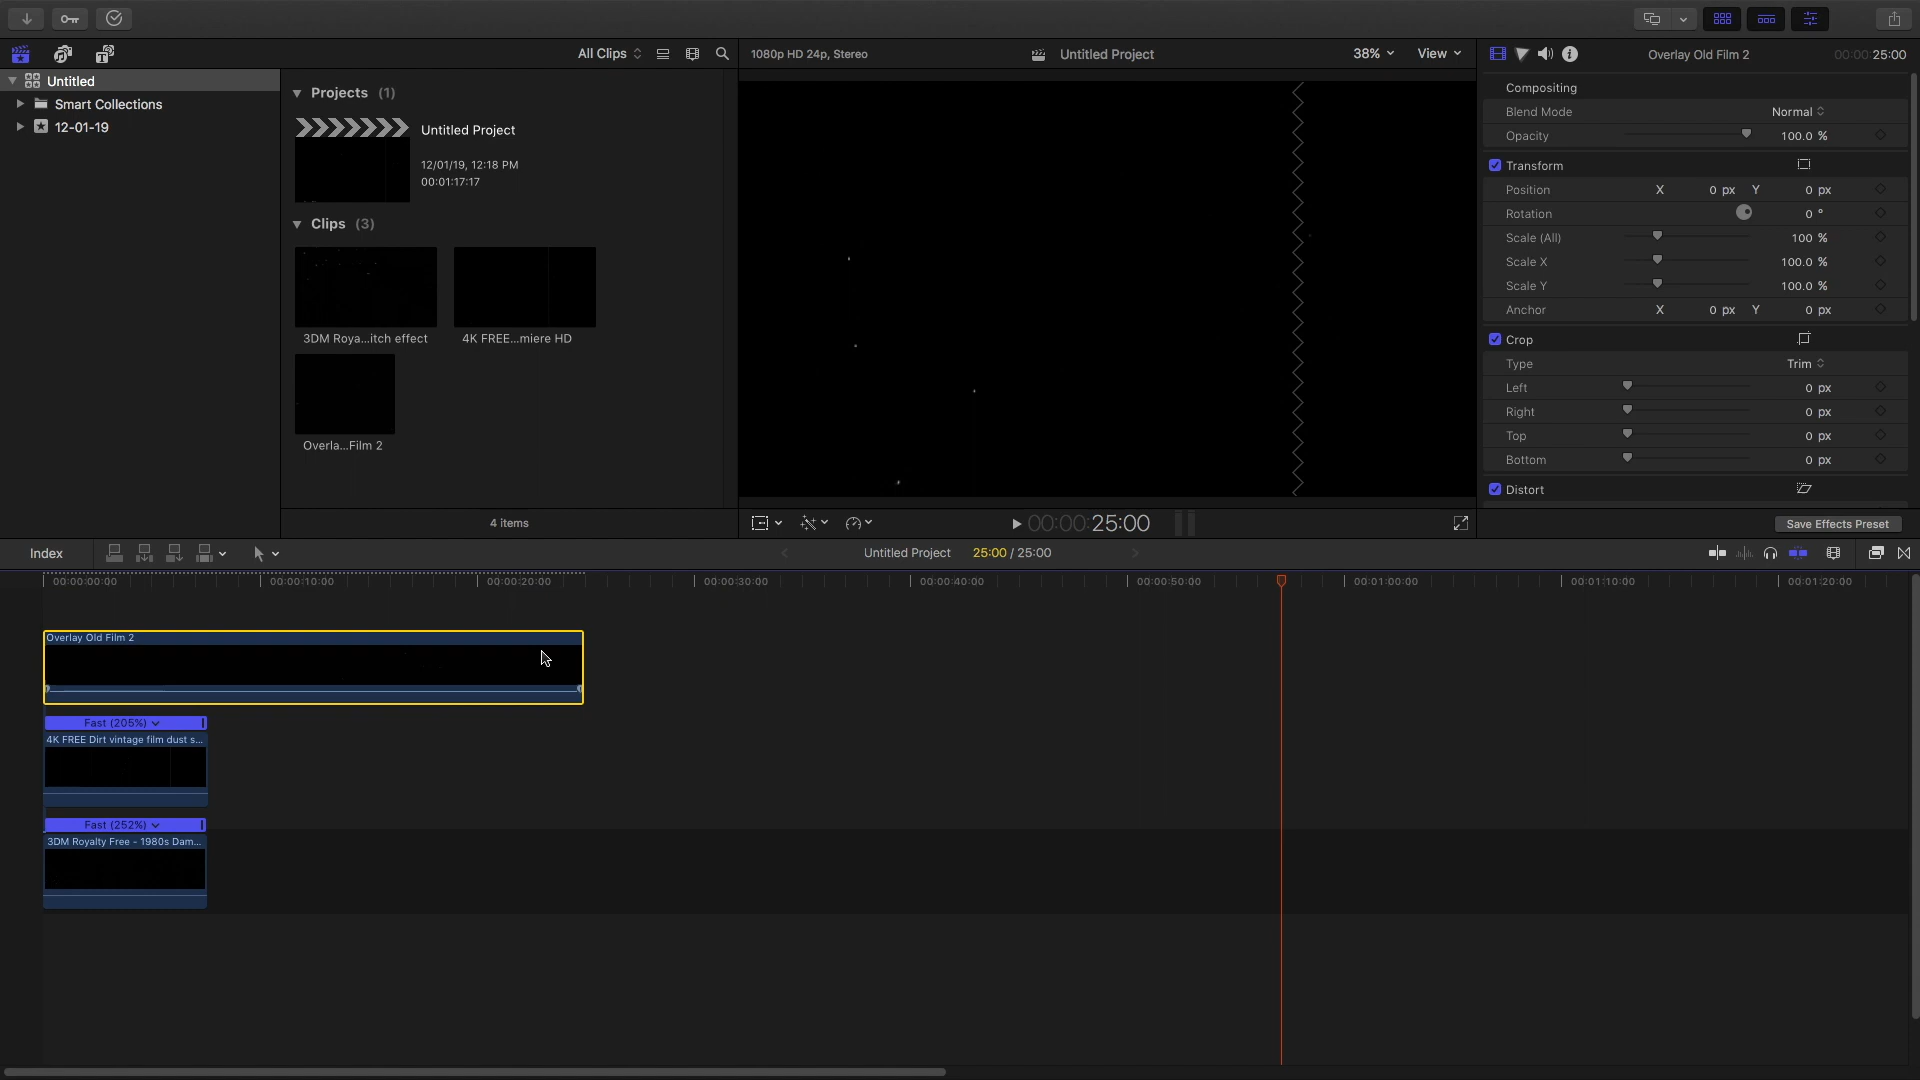 All Clips
1080p HD 24p, Stereo
Untitled Project
38%
View
Overlay Old Film 2
00:00:25:00
Untitled
Smart Collections
12-01-19
Projects (1)
Untitled Project
12/01/19, 12:18 PM
00:01:17:17
Clips (3)
3DM Roya...itch effect
4K FREE...miere HD
Overla...Film 2
4 items
Compositing
Blend Mode
Normal
Opacity
100.0 %
Transform
Position X 0 px Y 0 px
Rotation 0 °
Scale (All) 100 %
Scale X 100.0 %
Scale Y 100.0 %
Anchor X 0 px Y 0 px
Crop
Type Trim
Left 0 px
Right 0 px
Top 0 px
Bottom 0 px
Distort
00:00:25:00
Save Effects Preset
Index
Untitled Project
25:00 / 25:00
00:00:00:00
00:00:10:00
00:00:20:00
00:00:30:00
00:00:40:00
00:00:50:00
00:01:00:00
00:01:10:00
00:01:20:00
Overlay Old Film 2
Fast (205%)
4K FREE Dirt vintage film dust s...
Fast (252%)
3DM Royalty Free - 1980s Dam...